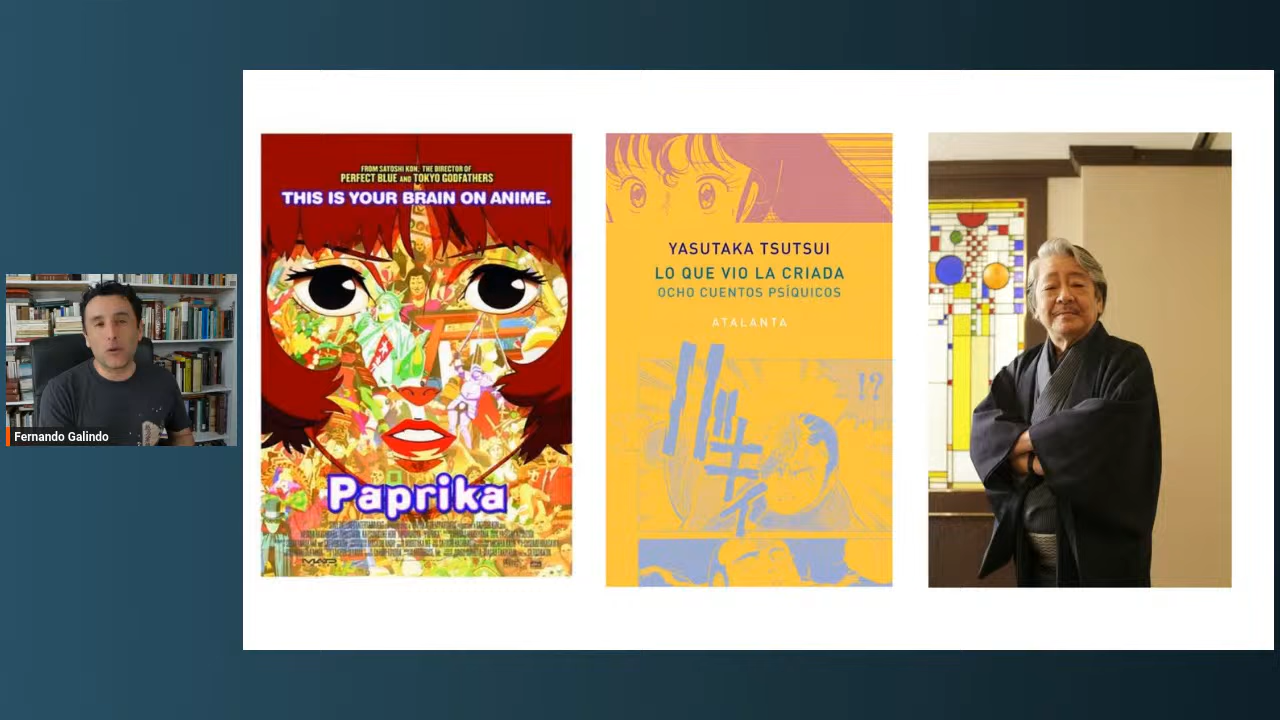 Fernando Galindo
FROM SATOSHI KON, THE DIRECTOR OF
PERFECT BLUE AND TOKYO GODFATHERS
THIS IS YOUR BRAIN ON ANIME.
Paprika
YASUTAKA TSUTSUI
LO QUE VIO LA CRIADA
OCHO CUENTOS PSÍQUICOS
ATALANTA
!?